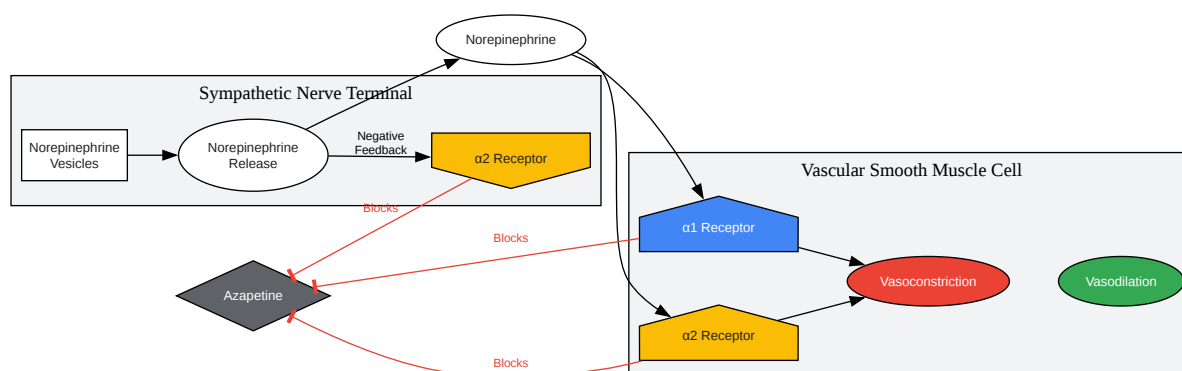 Norepinephrine
Sympathetic Nerve Terminal
Norepinephrine
Vesicles
Norepinephrine
Release
Negative
Feedback
α2 Receptor
Vascular Smooth Muscle Cell
Blocks
α1 Receptor
Blocks
Azapetine
Vasoconstriction
Vasodilation
α2 Receptor
Blocks